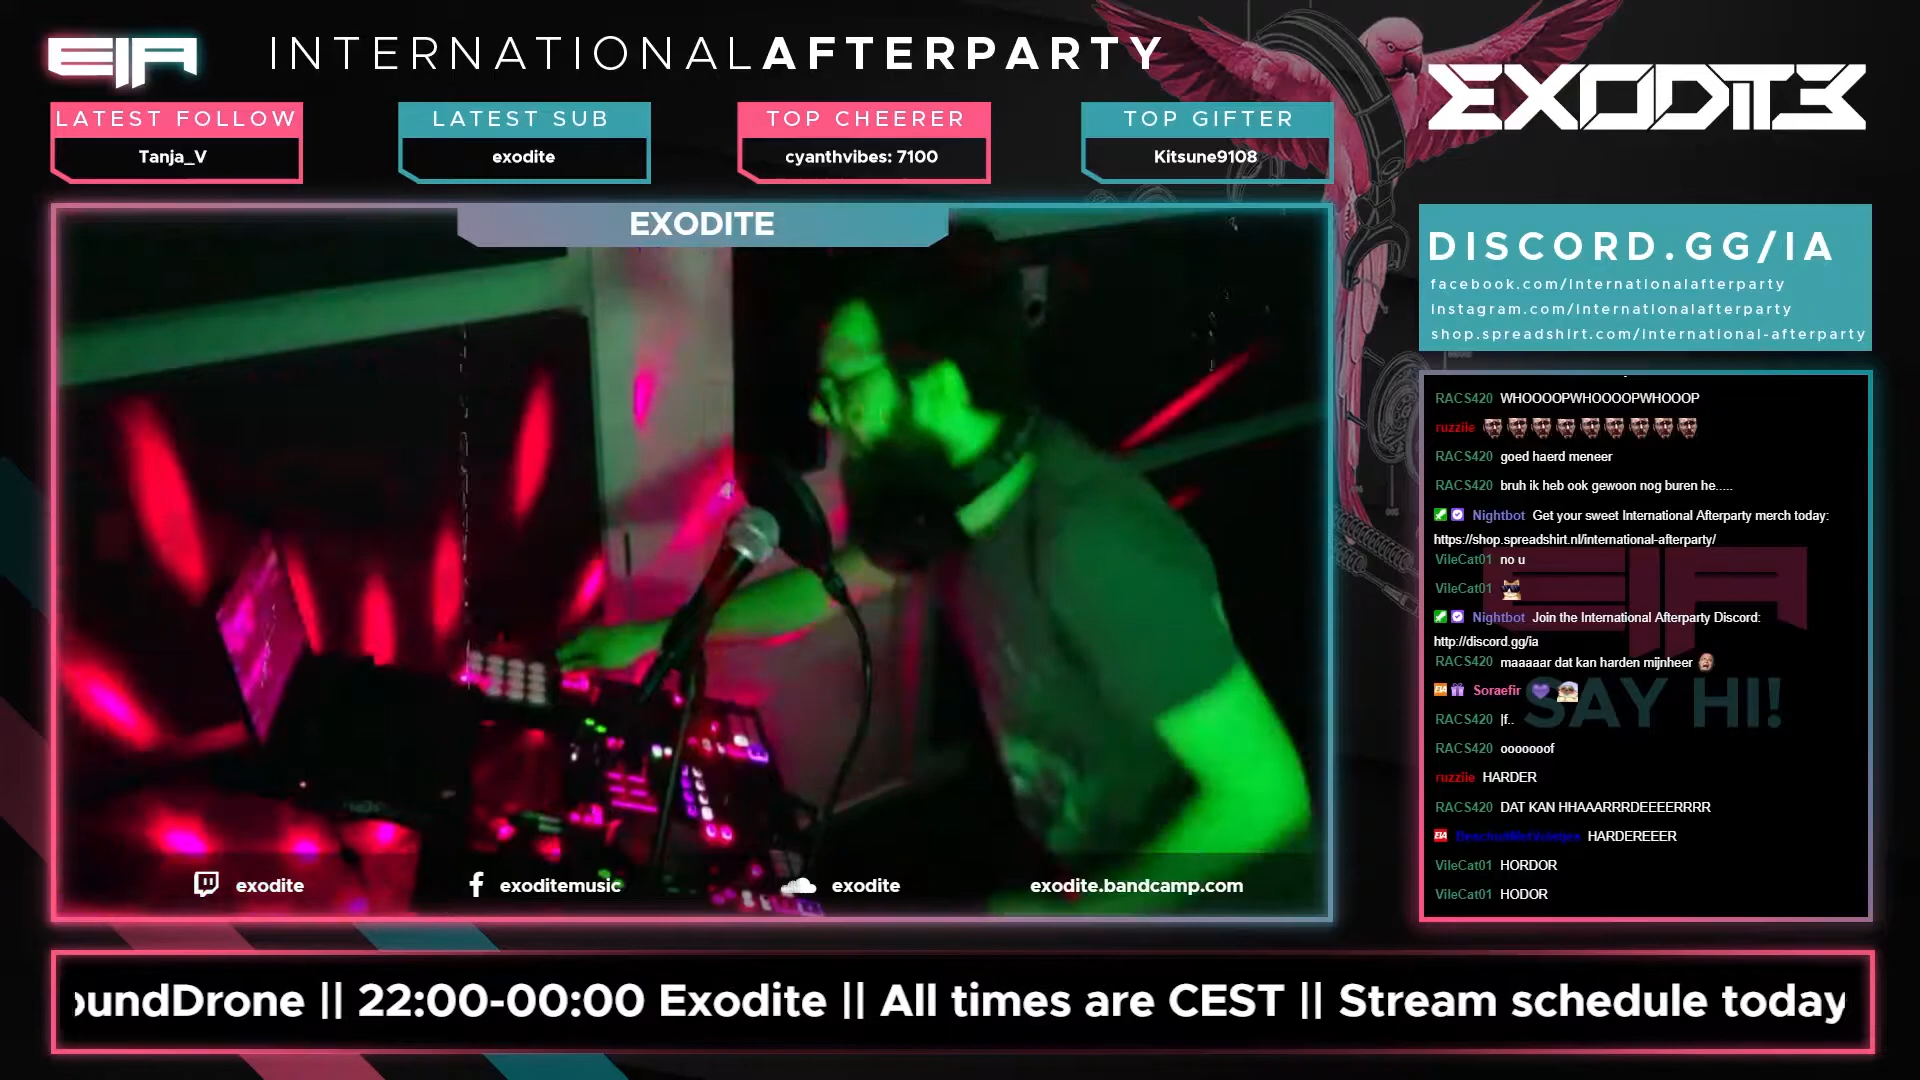 EIA
INTERNATIONALAFTERPARTY
EXODITE
LATEST FOLLOW
Tanja_V
LATEST SUB
exodite
TOP CHEERER
cyanthvibes: 7100
TOP GIFTER
Kitsune9108
EXODITE
DISCORD.GG/IA
facebook.com/internationalafterparty
instagram.com/internationalafterparty
shop.spreadshirt.com/international-afterparty
RACS420 WHOOOOPWHOOOOPWHOOOP
ruzziie
RACS420 goed haerd meneer
RACS420 bruh ik heb ook gewoon nog buren he.....
Nightbot Get your sweet International Afterparty merch today:
https://shop.spreadshirt.nl/international-afterparty/
VileCat01 no u
VileCat01
Nightbot Join the International Afterparty Discord:
http://discord.gg/ia
RACS420 maaaaar dat kan harden mijnheer
EIA Soraefir
RACS420 |f..
RACS420 ooooooof
ruzziie HARDER
RACS420 DAT KAN HHAAARRRDEEEERRRR
EIA HARDEREEER
VileCat01 HORDOR
VileCat01 HODOR
EIA
SAY HI!
exodite
exoditemusic
exodite
exodite.bandcamp.com
oundDrone || 22:00-00:00 Exodite || All times are CEST || Stream schedule today